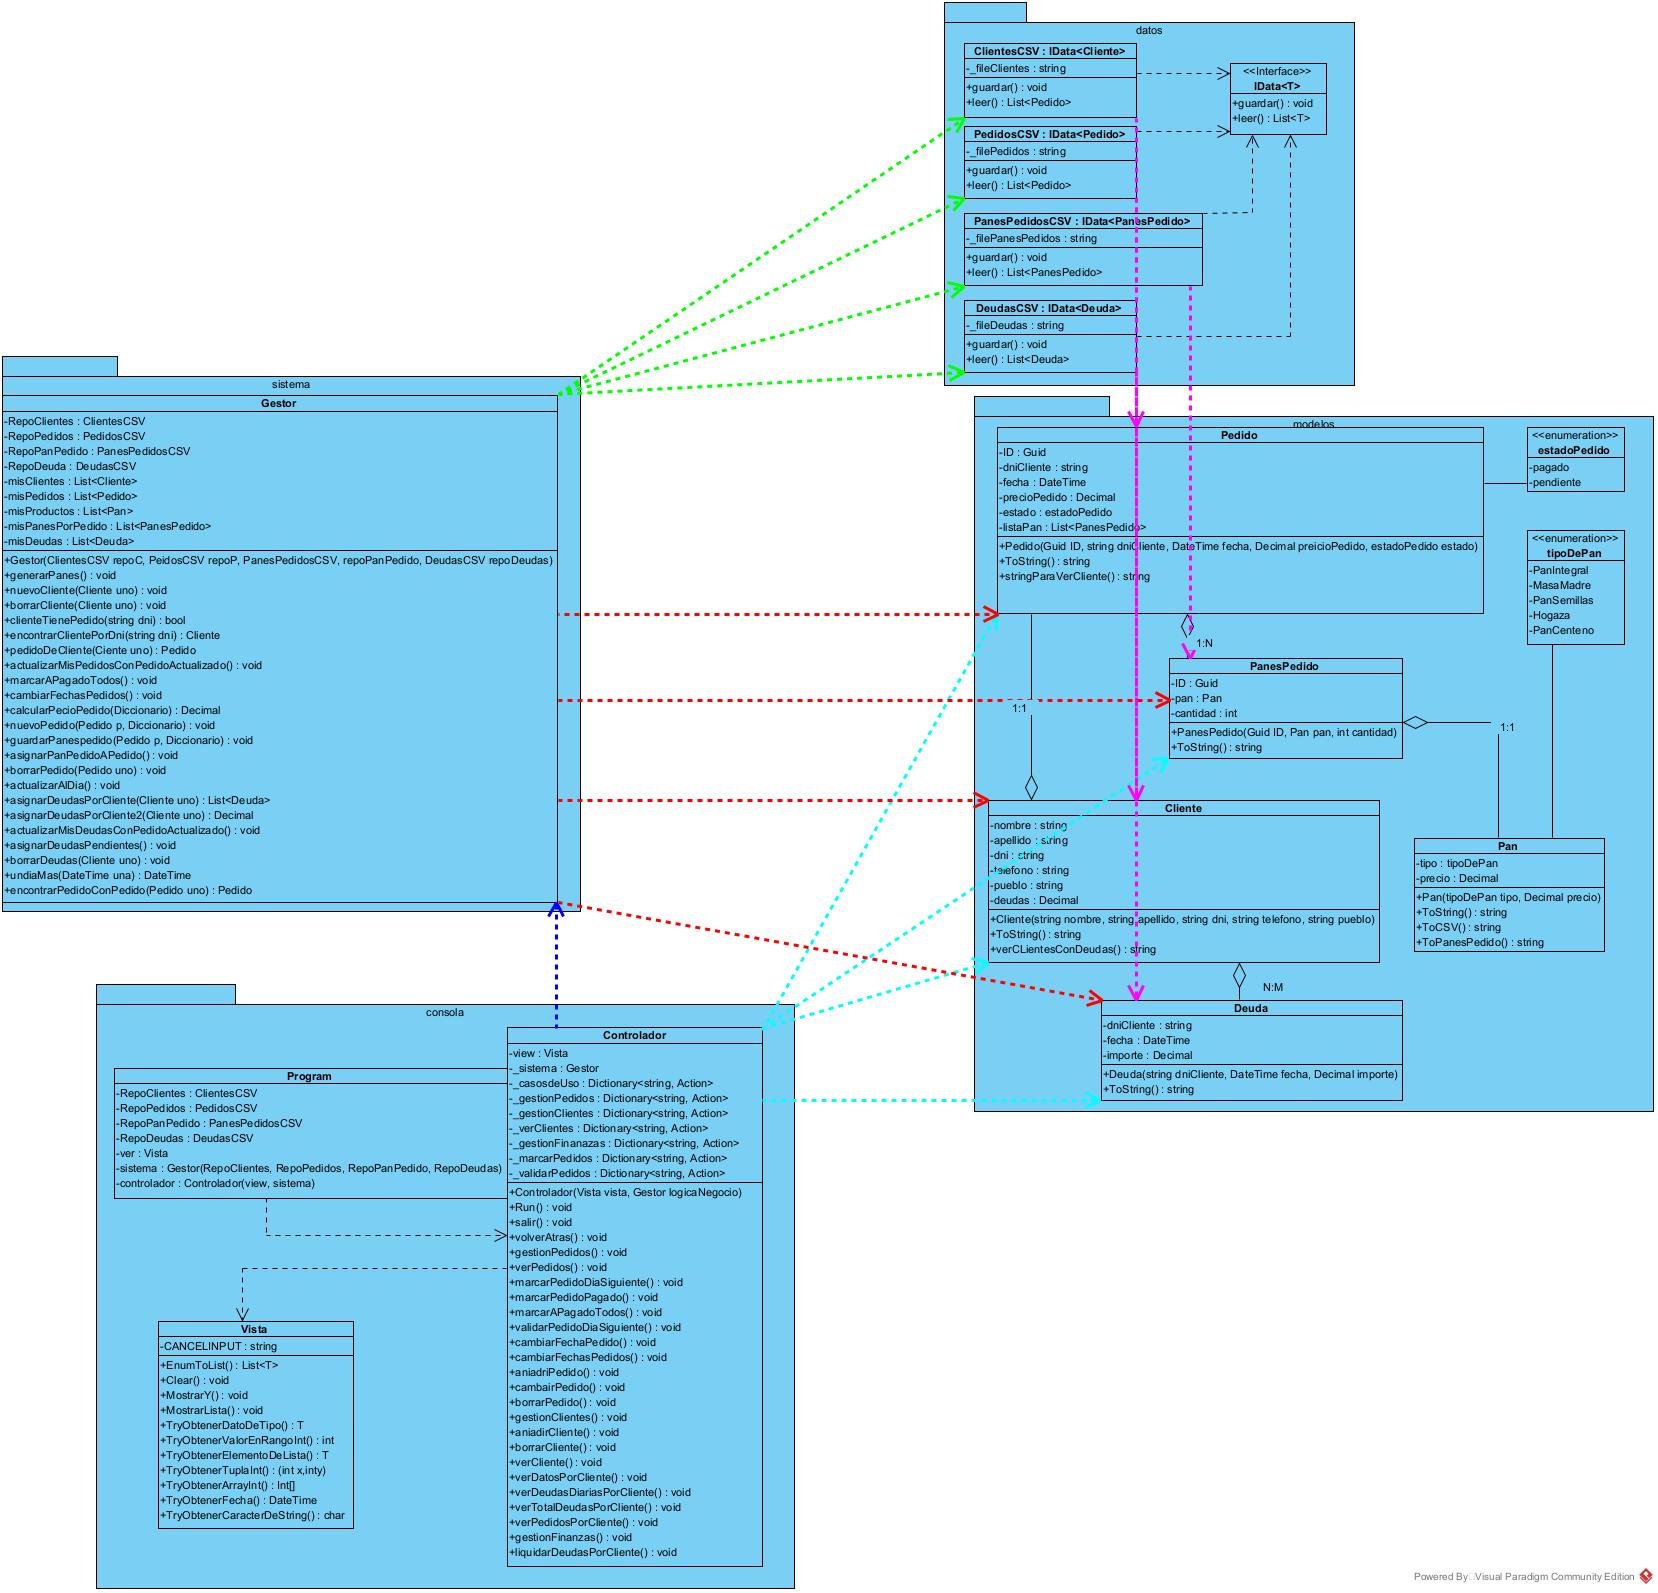 datos
ClientesCSV : IData<Cliente>
-_fileClientes : string
+guardar() : void
+leer() : List<Pedido>
<<Interface>>
IData<T>
+guardar() : void
+leer() : List<T>
PedidosCSV : IData<Pedido>
-_filePedidos : string
+guardar() : void
+leer() : List<Pedido>
PanesPedidosCSV : IData<PanesPedido>
-_filePanesPedidos : string
+guardar() : void
+leer() : List<PanesPedido>
DeudasCSV : IData<Deuda>
-_fileDeudas : string
+guardar() : void
+leer() : List<Deuda>
sistema
Gestor
-RepoClientes : ClientesCSV
-RepoPedidos : PedidosCSV
-RepoPanPedido : PanesPedidosCSV
-RepoDeuda : DeudasCSV
-misClientes : List<Cliente>
-misPedidos : List<Pedido>
-misProductos : List<Pan>
-misPanesPorPedido : List<PanesPedido>
-misDeudas : List<Deuda>
+Gestor(ClientesCSV repoC, PeidosCSV repoP, PanesPedidosCSV, repoPanPedido, DeudasCSV repoDeudas)
+generarPanes() : void
+nuevoCliente(Cliente uno) : void
+borrarCliente(Cliente uno) : void
+clienteTienePedido(string dni) : bool
+encontrarClientePorDni(string dni) : Cliente
+pedidoDeCliente(Ciente uno) : Pedido
+actualizarMisPedidosConPedidoActualizado() : void
+marcarAPagadoTodos() : void
+cambiarFechasPedidos() : void
+calcularPecioPedido(Diccionario) : Decimal
+nuevoPedido(Pedido p, Diccionario) : void
+guardarPanespedido(Pedido p, Diccionario) : void
+asignarPanPedidoAPedido() : void
+borrarPedido(Pedido uno) : void
+actualizarAlDia() : void
+asignarDeudasPorCliente(Cliente uno) : List<Deuda>
+asignarDeudasPorCliente2(Cliente uno) : Decimal
+actualizarMisDeudasConPedidoActualizado() : void
+asignarDeudasPendientes() : void
+borrarDeudas(Cliente uno) : void
+undiaMas(DateTime una) : DateTime
+encontrarPedidoConPedido(Pedido uno) : Pedido
modelos
Pedido
-ID : Guid
-dniCliente : string
-fecha : DateTime
-precioPedido : Decimal
-estado : estadoPedido
-listaPan : List<PanesPedido>
+Pedido(Guid ID, string dniCliente, DateTime fecha, Decimal preicioPedido, estadoPedido estado)
+ToString() : string
+stringParaVerCliente() : string
<<enumeration>>
estadoPedido
-pagado
-pendiente
<<enumeration>>
tipoDePan
-PanIntegral
-MasaMadre
-PanSemillas
-Hogaza
-PanCenteno
1:N
PanesPedido
-ID : Guid
-pan : Pan
-cantidad : int
+PanesPedido(Guid ID, Pan pan, int cantidad)
+ToString() : string
1:1
1:1
Cliente
-nombre : string
-apellido : string
-dni : string
-telefono : string
-pueblo : string
-deudas : Decimal
+Cliente(string nombre, string apellido, string dni, string telefono, string pueblo)
+ToString() : string
+verCLientesConDeudas() : string
Pan
-tipo : tipoDePan
-precio : Decimal
+Pan(tipoDePan tipo, Decimal precio)
+ToString() : string
+ToCSV() : string
+ToPanesPedido() : string
N:M
Deuda
-dniCliente : string
-fecha : DateTime
-importe : Decimal
+Deuda(string dniCliente, DateTime fecha, Decimal importe)
+ToString() : string
consola
Program
-RepoClientes : ClientesCSV
-RepoPedidos : PedidosCSV
-RepoPanPedido : PanesPedidosCSV
-RepoDeudas : DeudasCSV
-ver : Vista
-sistema : Gestor(RepoClientes, RepoPedidos, RepoPanPedido, RepoDeudas)
-controlador : Controlador(view, sistema)
Controlador
-view : Vista
-_sistema : Gestor
-_casosdeUso : Dictionary<string, Action>
-_gestionPedidos : Dictionary<string, Action>
-_gestionClientes : Dictionary<string, Action>
-_verClientes : Dictionary<string, Action>
-_gestionFinanazas : Dictionary<string, Action>
-_marcarPedidos : Dictionary<string, Action>
-_validarPedidos : Dictionary<string, Action>
+Controlador(Vista vista, Gestor logicaNegocio)
+Run() : void
+salir() : void
+volverAtras() : void
+gestionPedidos() : void
+verPedidos() : void
+marcarPedidoDiaSiguiente() : void
+marcarPedidoPagado() : void
+marcarAPagadoTodos() : void
+validarPedidoDiaSiguiente() : void
+cambiarFechaPedido() : void
+cambiarFechasPedidos() : void
+aniadriPedido() : void
+cambairPedido() : void
+borrarPedido() : void
+gestionClientes() : void
+aniadirCliente() : void
+borrarCliente() : void
+verCliente() : void
+verDatosPorCliente() : void
+verDeudasDiariasPorCliente() : void
+verTotalDeudasPorCliente() : void
+verPedidosPorCliente() : void
+gestionFinanzas() : void
+liquidarDeudasPorCliente() : void
Vista
-CANCELINPUT : string
+EnumToList() : List<T>
+Clear() : void
+MostrarY() : void
+MostrarLista() : void
+TryObtenerDatoDeTipo() : T
+TryObtenerValorEnRangoInt() : int
+TryObtenerElementoDeLista() : T
+TryObtenerTuplaInt() : (int x,inty)
+TryObtenerArrayInt() : Int[]
+TryObtenerFecha() : DateTime
+TryObtenerCaracterDeString() : char
Powered By Visual Paradigm Community Edition